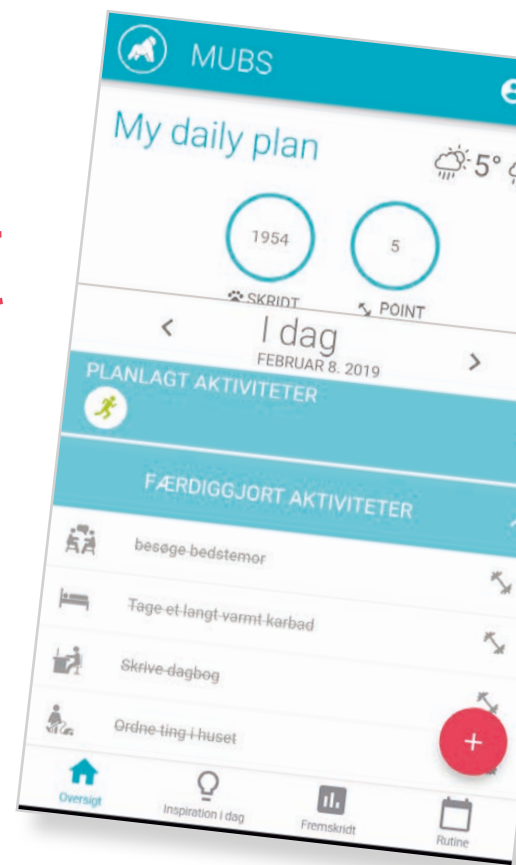 MUBS
My daily plan
5°
1954
5
SKRIDT
POINT
I dag
FEBRUAR 8. 2019
PLANLAGT AKTIVITETER
FÆRDIGGJORT AKTIVITETER
besøge bedstemor
Tage et langt varmt karbad
Skrive dagbog
Ordne ting i huset
+
Oversigt
Inspiration i dag
Fremskridt
Rutine